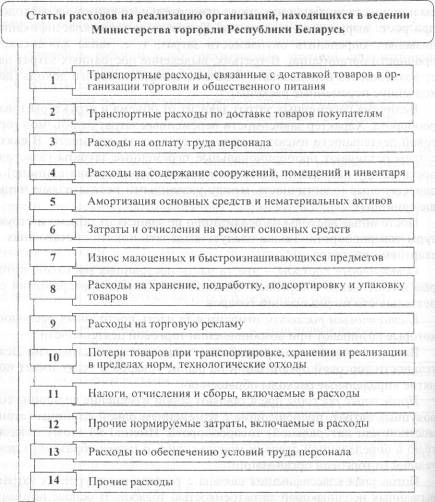 Статьи расходов на реализацию организаций, находящихся в ведении
Министерства торговли Республики Беларусь
1
Транспортные расходы, связанные с доставкой товаров в ор-
ганизации торговли и общественного питания
2
Транспортные расходы по доставке товаров покупателям
3
Расходы на оплату труда персонала
4
Расходы на содержание сооружений, помещений и инвентаря
5
Амортизация основных средств и нематериальных активов
6
Затраты и отчисления на ремонт основных средств
7
Износ малоценных и быстроизнашивающихся предметов
8
Расходы на хранение, подработку, подсортировку и упаковку
товаров
9
Расходы на торговую рекламу
10
Потери товаров при транспортировке, хранении и реализации
в пределах норм, технологические отходы
11
Налоги, отчисления и сборы, включаемые в расходы
12
Прочие нормируемые затраты, включаемые в расходы
13
Расходы по обеспечению условий труда персонала
14
Прочие расходы